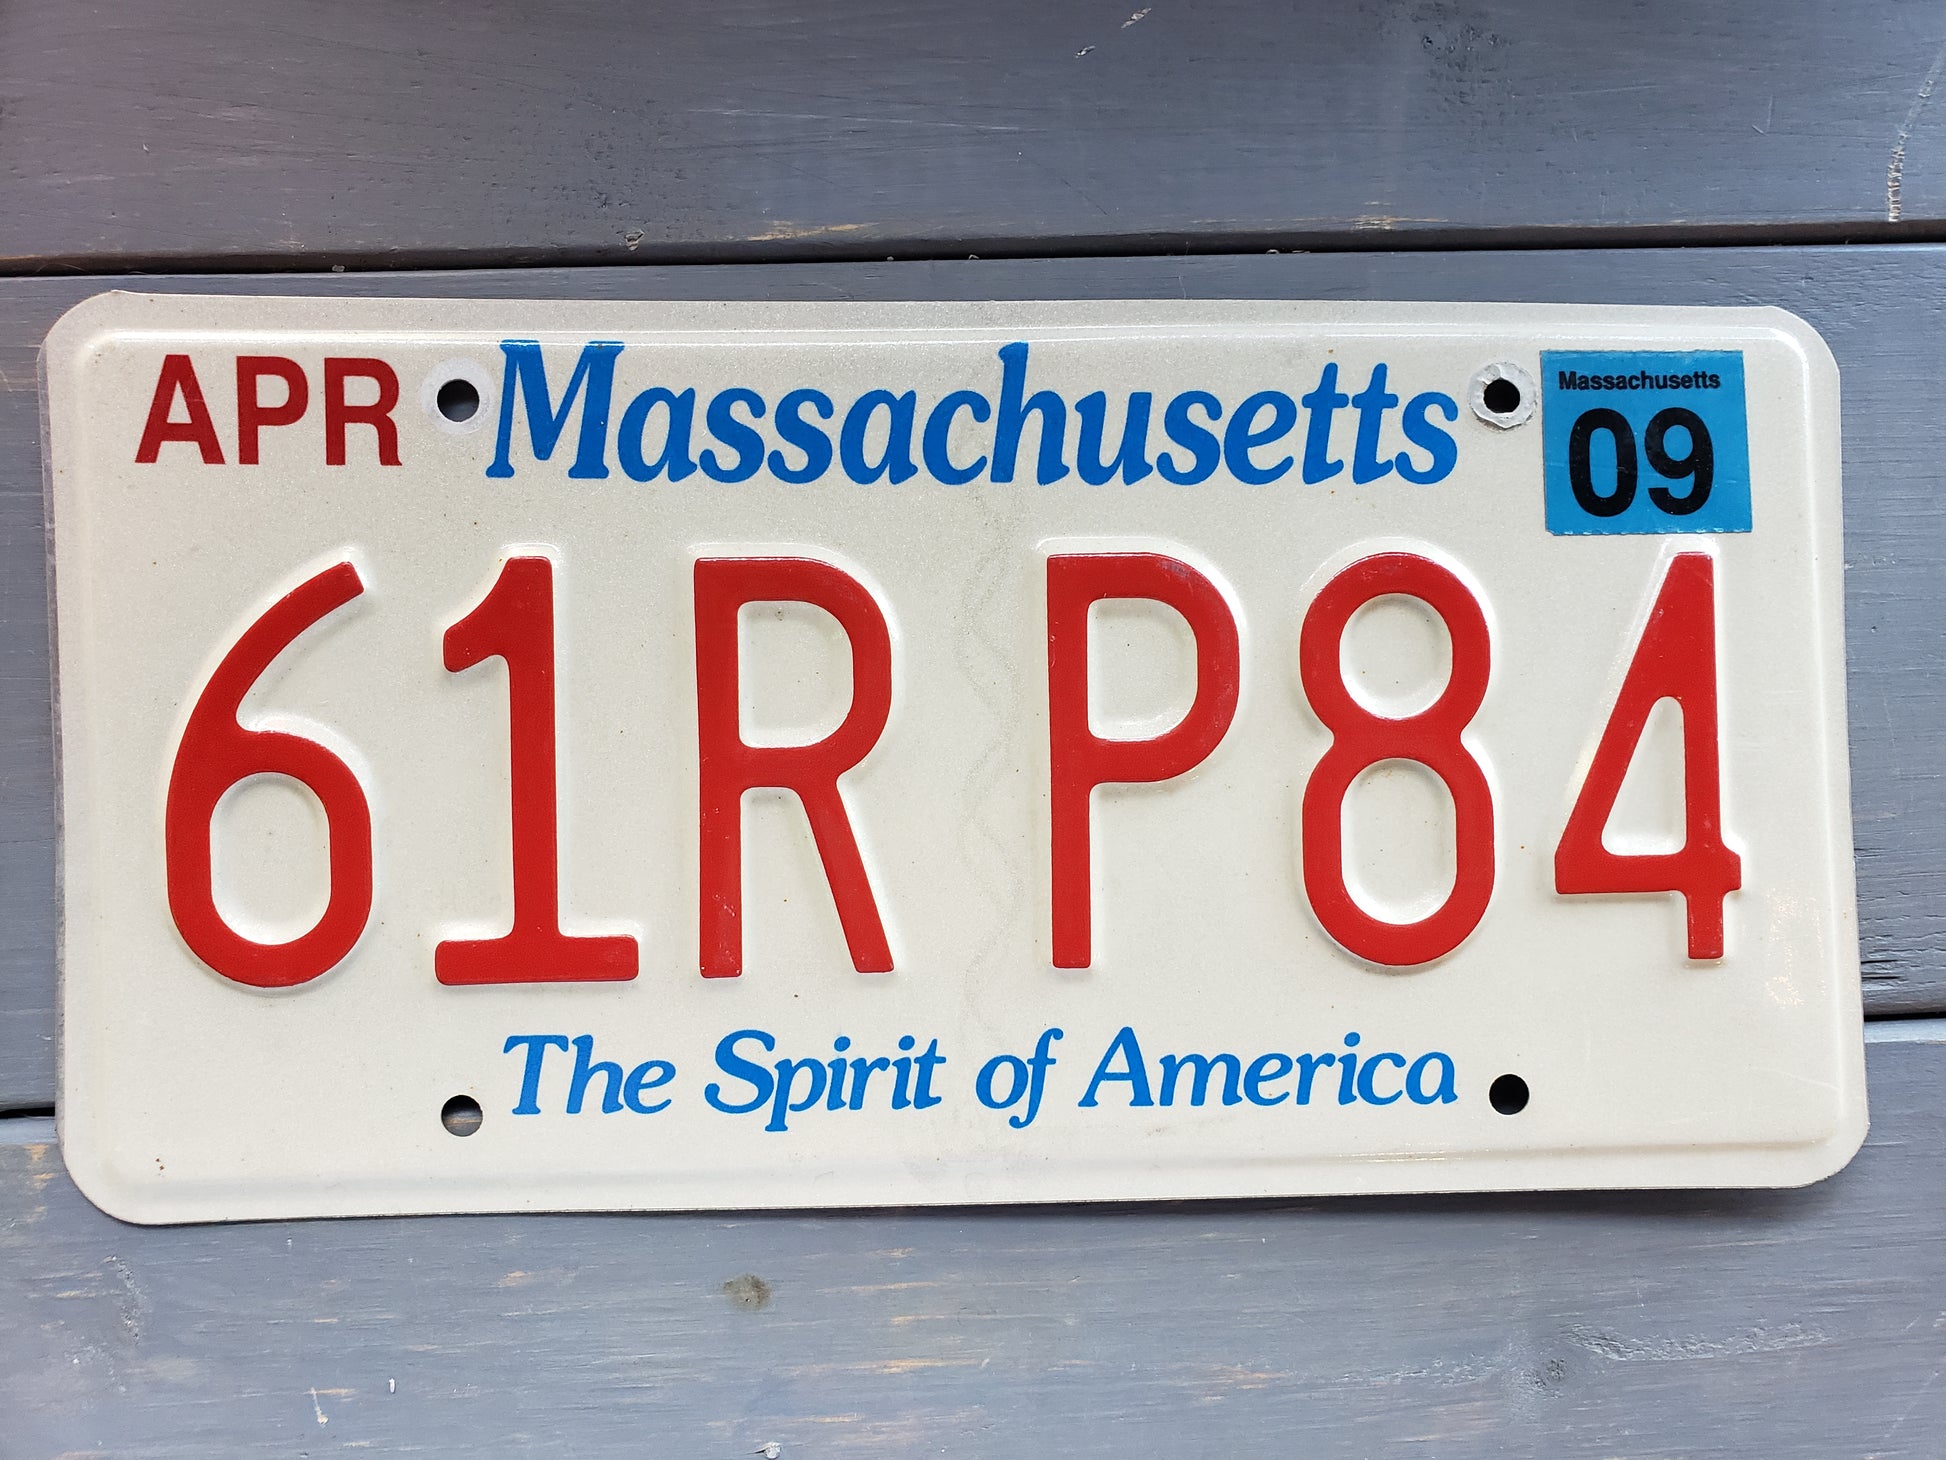 APR Massachusetts
Massachusetts
09
61R P84
The Spirit of America